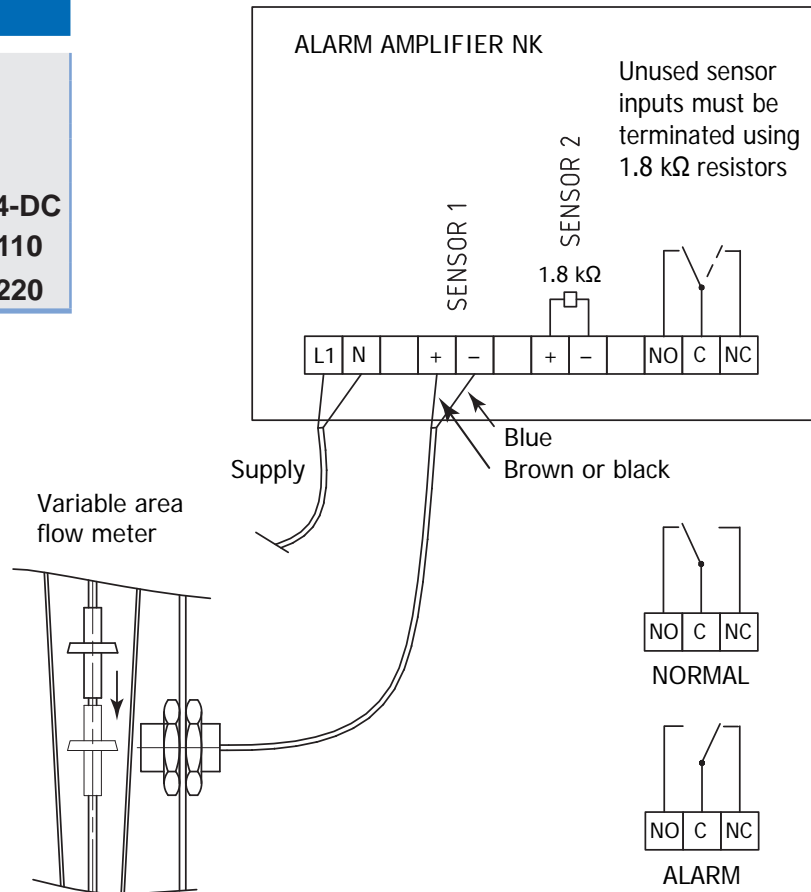 4-DC
110
220
ALARM AMPLIFIER NK
Unused sensor
inputs must be
terminated using
1.8 kΩ resistors
SENSOR 1
SENSOR 2
1.8 kΩ
L1 N + – + – NO C NC
Blue
Brown or black
Supply
Variable area
flow meter
NO C NC
NORMAL
NO C NC
ALARM